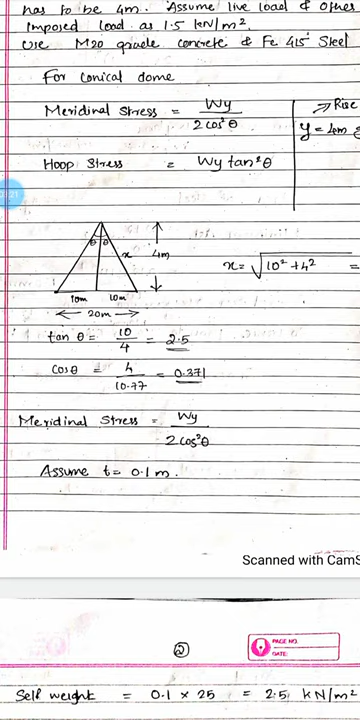 has to be 4m. Assume live load & other
imposed load as 1.5 kN/m².
Use M20 grade concrete & Fe 415 Steel
For conical dome
Meridinal Stress = Wy / 2cos²θ
→ Rise
y = 4m
Hoop Stress = Wy tan²θ
θ θ
x
4m
10m 10m
← 20m →
x = √10² + 4² =
tan θ = 10/4 = 2.5
cosθ = 4/10.77 = 0.371
Meridinal Stress = Wy / 2cos²θ
Assume t = 0.1m.
Scanned with CamS
②
PAGE NO.
DATE:
Self weight = 0.1 × 25 = 2.5 kN/m²